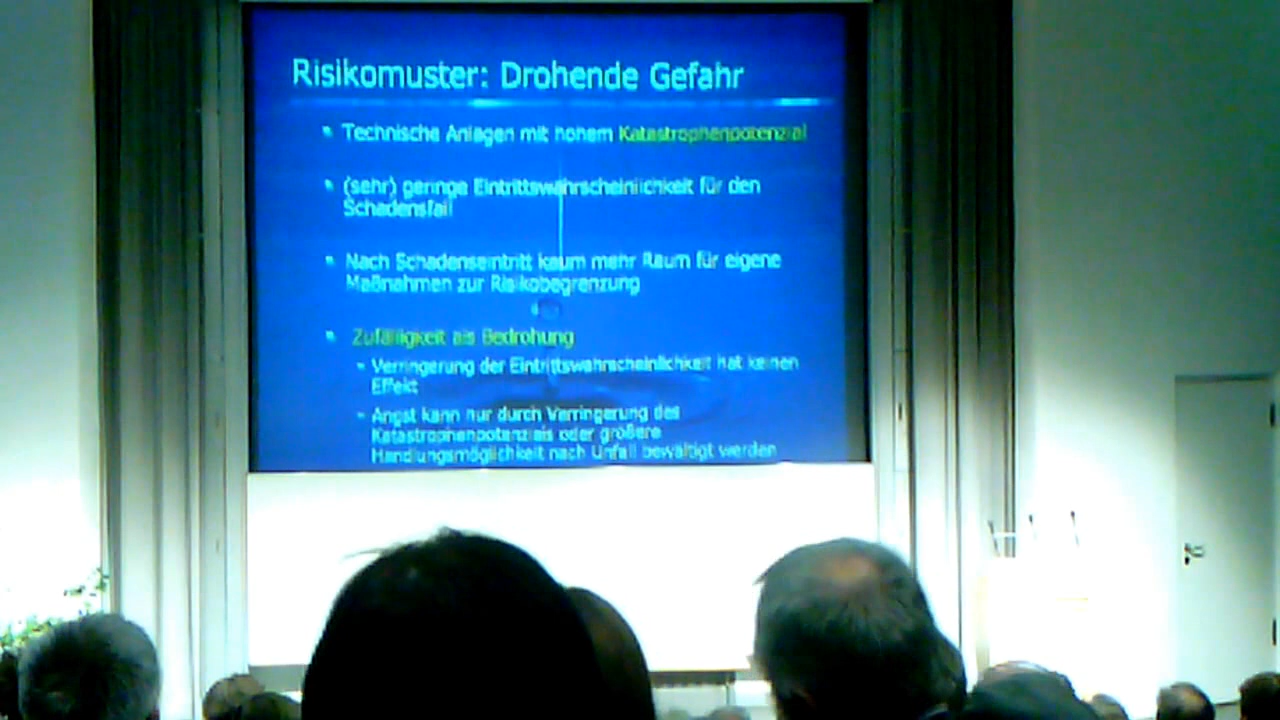 Risikomuster: Drohende Gefahr
Technische Anlagen mit hohem Katastrophenpotenzial
(sehr) geringe Eintrittswahrscheinlichkeit für den
Schadensfall
Nach Schadenseintritt kaum mehr Raum für eigene
Maßnahmen zur Risikobegrenzung
Zufälligkeit als Bedrohung
- Verringerung der Eintrittswahrscheinlichkeit hat keinen
Effekt
- Angst kann nur durch Verringerung des
Katastrophenpotenzials oder größere
Handlungsmöglichkeit nach Unfall bewältigt werden